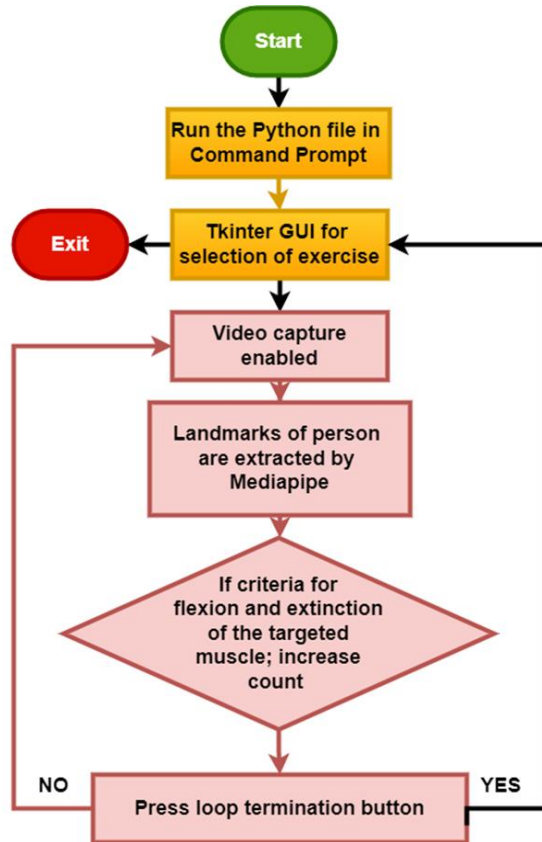 Start
Run the Python file in
Command Prompt
Exit
Tkinter GUI for
selection of exercise
Video capture
enabled
Landmarks of person
are extracted by
Mediapipe
If criteria for
flexion and extinction
of the targeted
muscle; increase
count
NO
YES
Press loop termination button